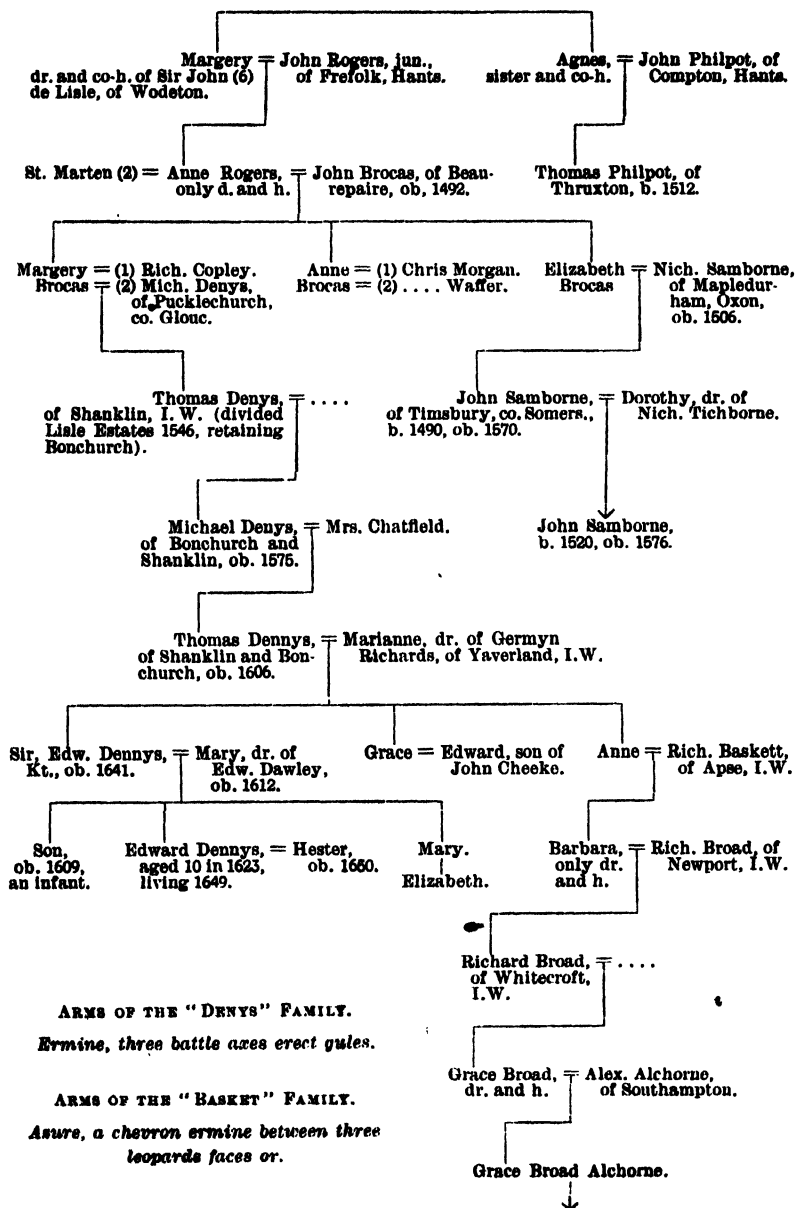 Margery = John Rogers, jun.,
dr. and co-h. of Sir John (6) of Frefolk, Hants.
de Lisle, of Wodeton.
Agnes, = John Philpot, of
sister and co-h. Compton, Hants.
St. Marten (2) = Anne Rogers, = John Brocas, of Beau-
only d. and h. repaire, ob, 1492.
Thomas Philpot, of
Thruxton, b. 1512.
Margery = (1) Rich. Copley.
Brocas = (2) Mich. Denys,
of Pucklechurch,
co. Glouc.
Anne = (1) Chris Morgan.
Brocas = (2) .... Waffer.
Elizabeth = Nich. Samborne,
Brocas of Mapledur-
ham, Oxon,
ob. 1506.
Thomas Denys, = ....
of Shanklin, I.W. (divided
Lisle Estates 1546, retaining
Bonchurch).
John Samborne, = Dorothy, dr. of
of Timsbury, co. Somers., Nich. Tichborne.
b. 1490, ob. 1570.
Michael Denys, = Mrs. Chatfield.
of Bonchurch and
Shanklin, ob. 1575.
John Samborne,
b. 1520, ob. 1576.
Thomas Dennys, = Marianne, dr. of Germyn
of Shanklin and Bon- Richards, of Yaverland, I.W.
church, ob. 1606.
Sir, Edw. Dennys, = Mary, dr. of
Kt., ob. 1641. Edw. Dawley,
ob. 1612.
Grace = Edward, son of
John Cheeke.
Anne = Rich. Baskett,
of Apse, I.W.
Son,
ob. 1609,
an infant.
Edward Dennys, = Hester,
aged 10 in 1623, ob. 1650.
living 1649.
Mary.
Elizabeth.
Barbara, = Rich. Broad, of
only dr. Newport, I.W.
and h.
Richard Broad, = ....
of Whitecroft,
I.W.
ARMS OF THE "DENYS" FAMILY.
Ermine, three battle axes erect gules.
Grace Broad, = Alex. Alchorne,
dr. and h. of Southampton.
ARMS OF THE "BASKET" FAMILY.
Asure, a chevron ermine between three
leopards faces or.
Grace Broad Alchorne.